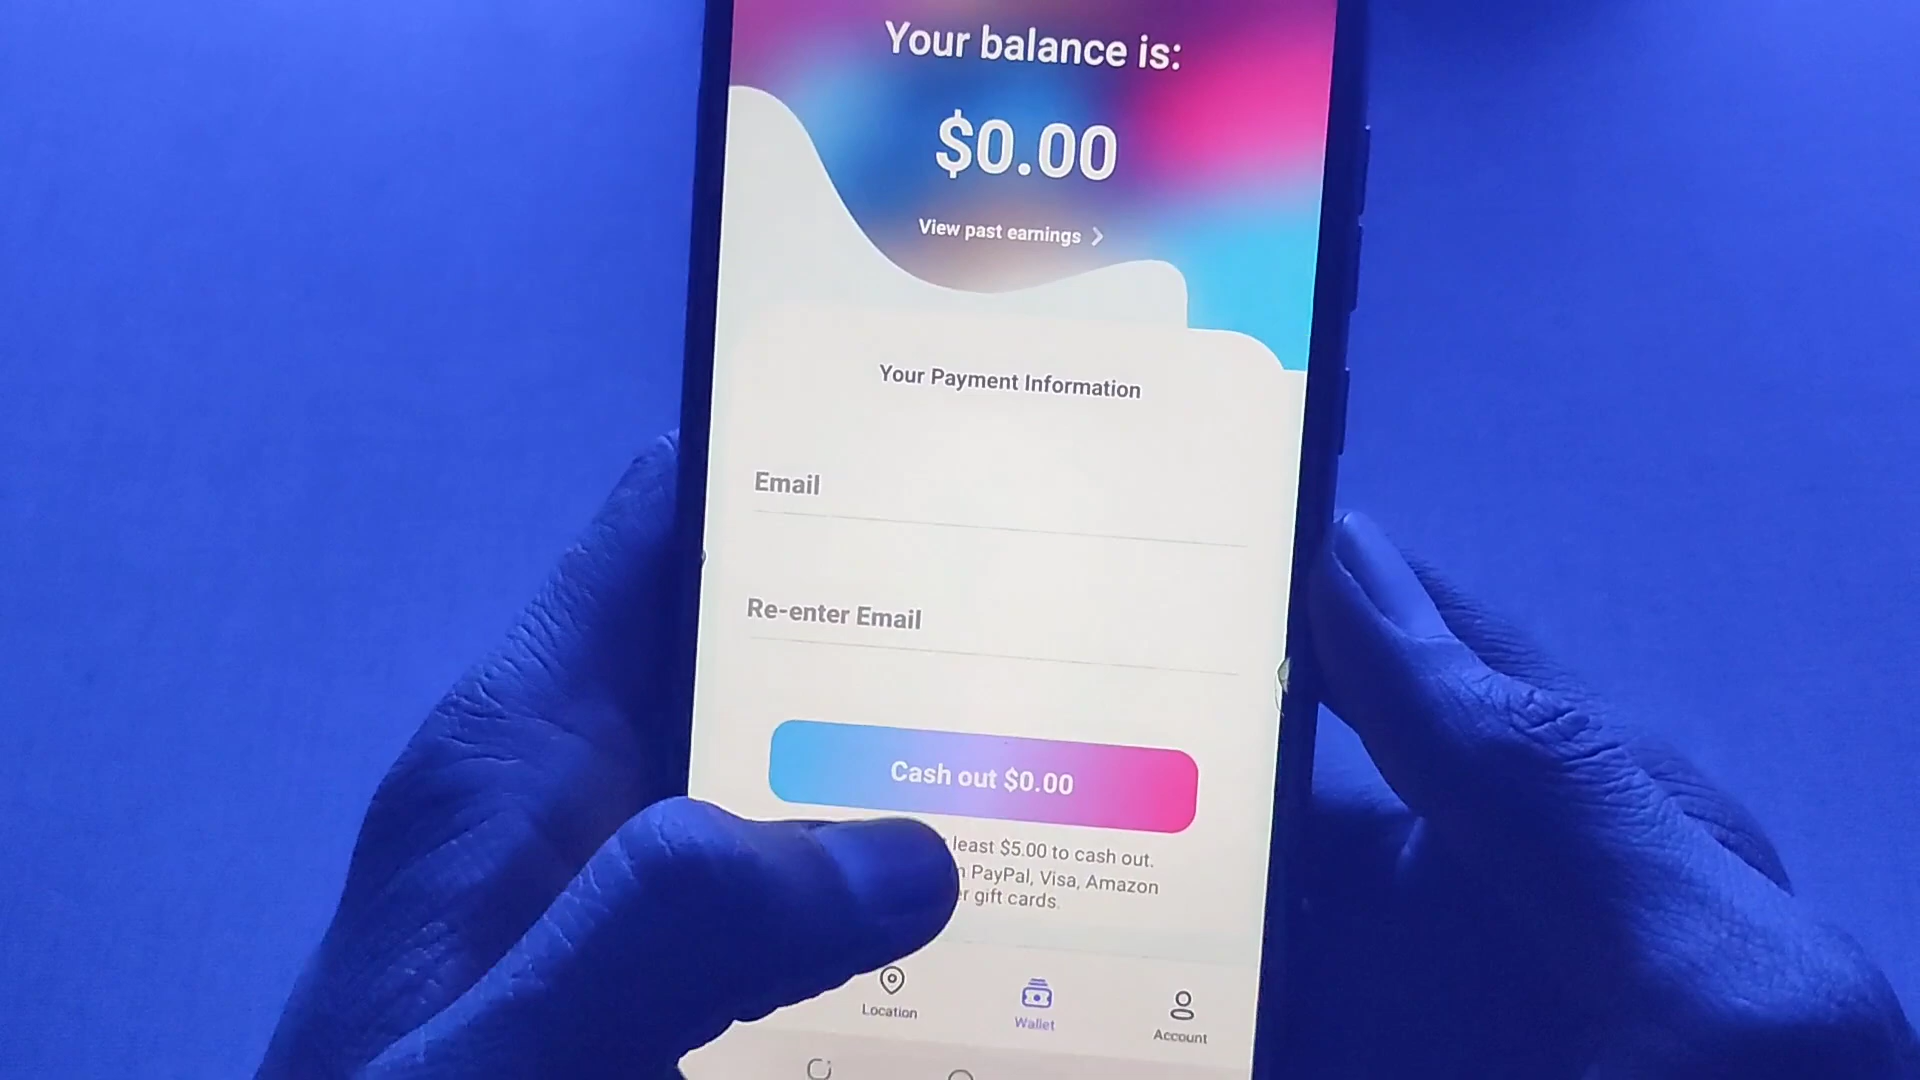 Your balance is:
$0.00
View past earnings
Your Payment Information
Email
Re-enter Email
Cash out $0.00
least $5.00 to cash out.
PayPal, Visa, Amazon
gift cards.
Location
Wallet
Account